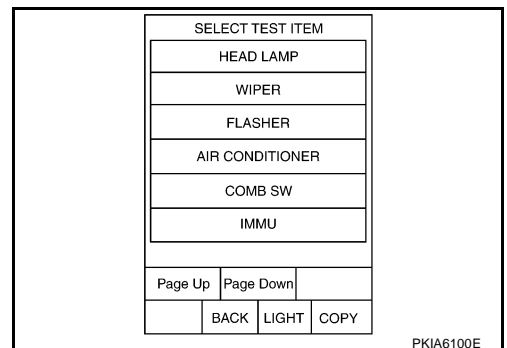 SELECT TEST ITEM
HEAD LAMP
WIPER
FLASHER
AIR CONDITIONER
COMB SW
IMMU
Page Up Page Down
BACK LIGHT COPY
PKIA6100E